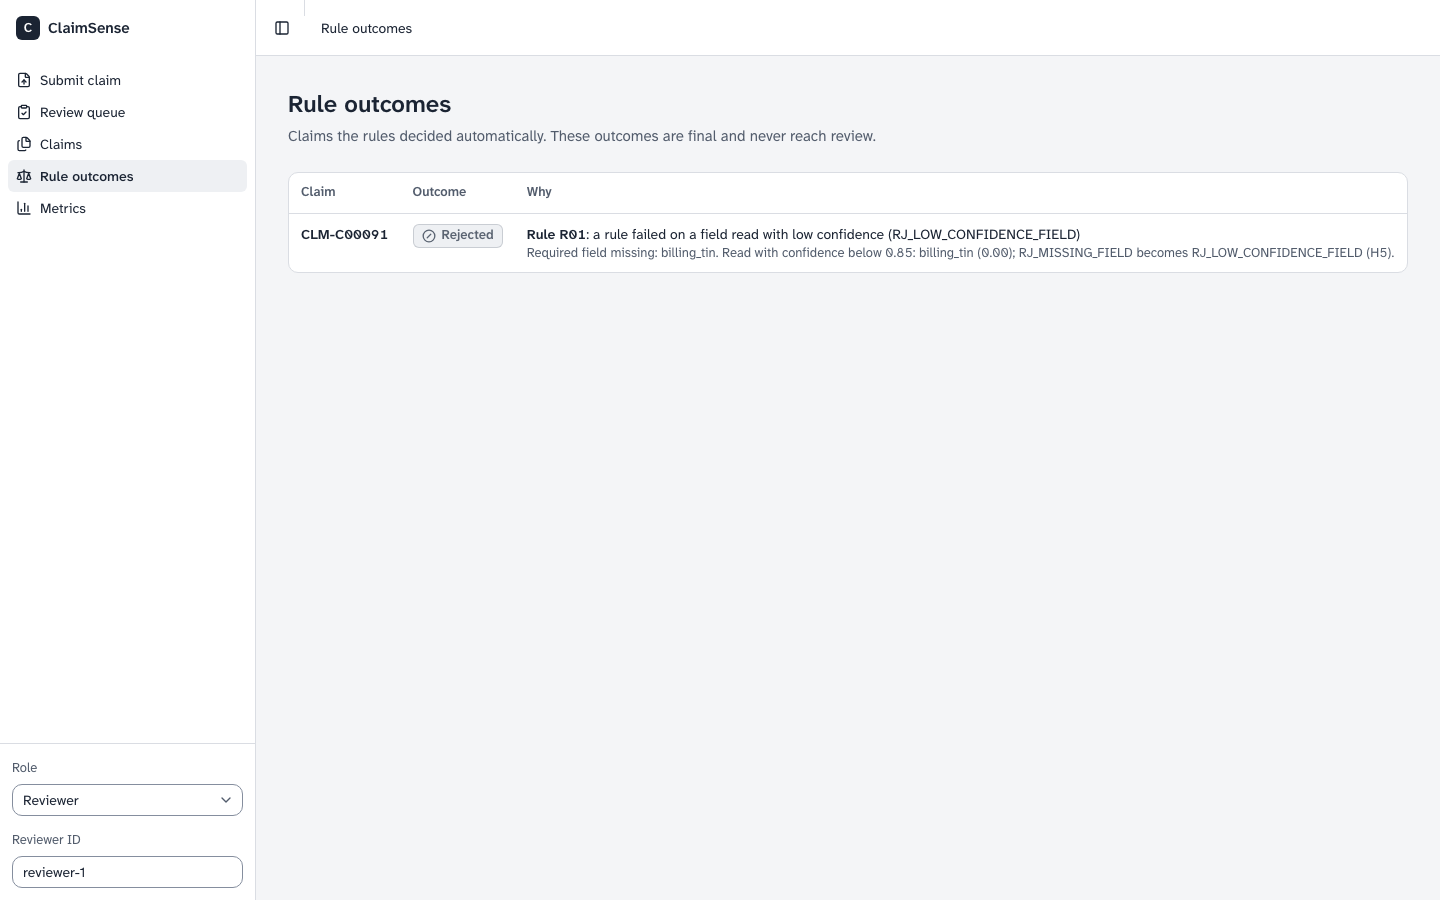 C ClaimSense
Submit claim
Review queue
Claims
Rule outcomes
Metrics
Role
Reviewer
Reviewer ID
reviewer-1
Rule outcomes
Rule outcomes
Claims the rules decided automatically. These outcomes are final and never reach review.
Claim Outcome Why
CLM-C00091 Rejected Rule R01: a rule failed on a field read with low confidence (RJ_LOW_CONFIDENCE_FIELD)
Required field missing: billing_tin. Read with confidence below 0.85: billing_tin (0.00); RJ_MISSING_FIELD becomes RJ_LOW_CONFIDENCE_FIELD (H5).